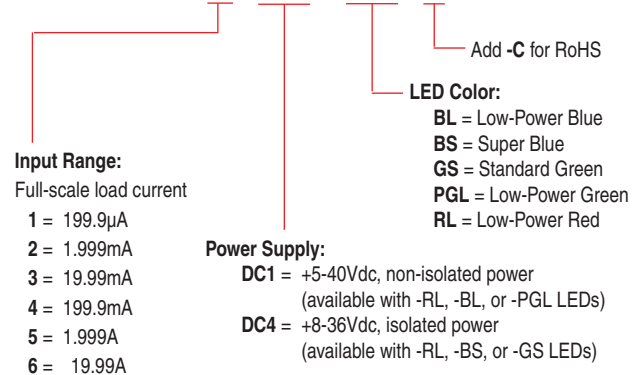 Add -C for RoHS
LED Color:
BL = Low-Power Blue
BS = Super Blue
GS = Standard Green
PGL = Low-Power Green
RL = Low-Power Red
Input Range:
Full-scale load current
1 = 199.9µA
2 = 1.999mA
3 = 19.99mA
4 = 199.9mA
5 = 1.999A
6 = 19.99A
Power Supply:
DC1 = +5-40Vdc, non-isolated power
(available with -RL, -BL, or -PGL LEDs)
DC4 = +8-36Vdc, isolated power
(available with -RL, -BS, or -GS LEDs)